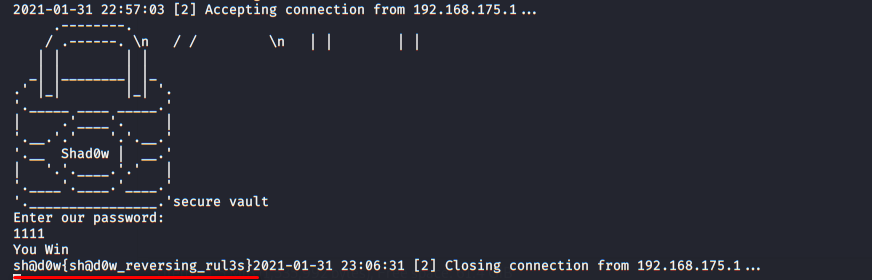 2021-01-31 22:57:03 [2] Accepting connection from 192.168.175.1...
\n / / \n | | | |
Shad0w
secure vault
Enter our password:
1111
You Win
sh@d0w{sh@d0w_reversing_rul3s}2021-01-31 23:06:31 [2] Closing connection from 192.168.175.1...